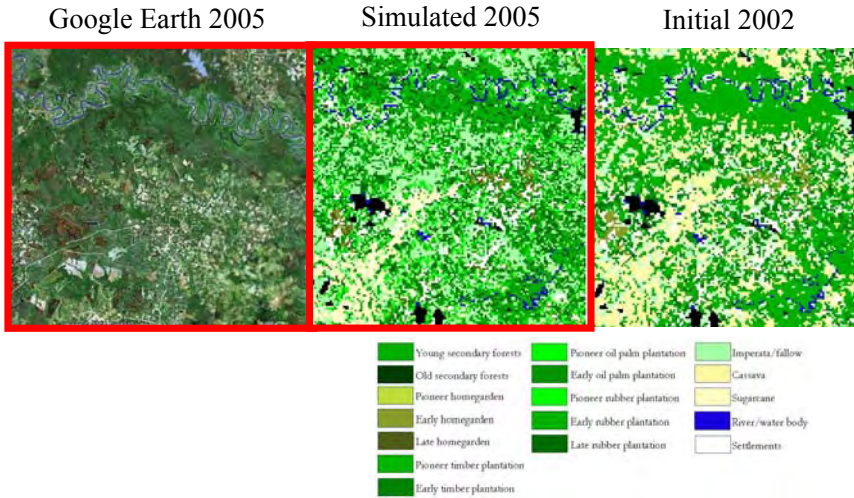 Google Earth 2005
Simulated 2005
Initial 2002
Young secondary forests
Old secondary forests
Pioneer homegarden
Early homegarden
Late homegarden
Pioneer timber plantation
Early timber plantation
Pioneer oil palm plantation
Early oil palm plantation
Pioneer rubber plantation
Early rubber plantation
Late rubber plantation
Imperata/fallow
Cassava
Sugarcane
River/water body
Settlements